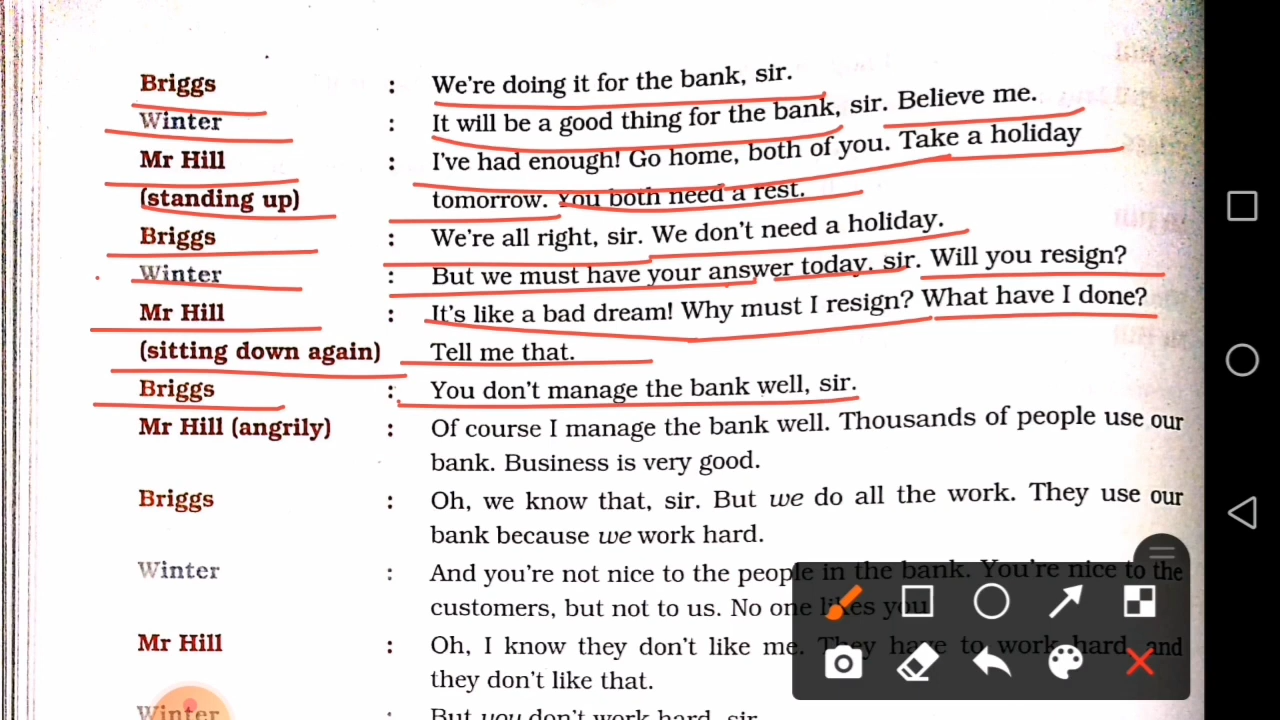 Briggs : We're doing it for the bank, sir.
Winter : It will be a good thing for the bank, sir. Believe me.
Mr Hill : I've had enough! Go home, both of you. Take a holiday
(standing up) tomorrow. You both need a rest.
Briggs : We're all right, sir. We don't need a holiday.
Winter : But we must have your answer today, sir. Will you resign?
Mr Hill : It's like a bad dream! Why must I resign? What have I done?
(sitting down again) Tell me that.
Briggs : You don't manage the bank well, sir.
Mr Hill (angrily) : Of course I manage the bank well. Thousands of people use our
bank. Business is very good.
Briggs : Oh, we know that, sir. But we do all the work. They use our
bank because we work hard.
Winter : And you're not nice to the people in the bank. You're nice to the
customers, but not to us. No one likes you
Mr Hill : Oh, I know they don't like me. They have to work hard and
they don't like that.
Winter : But you don't work hard, sir